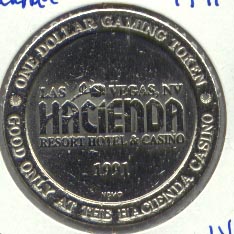 ONE DOLLAR GAMING TOKEN
LAS VEGAS, NV
HACIENDA
RESORT HOTEL & CASINO
1991
GOOD ONLY AT THE HACIENDA CASINO